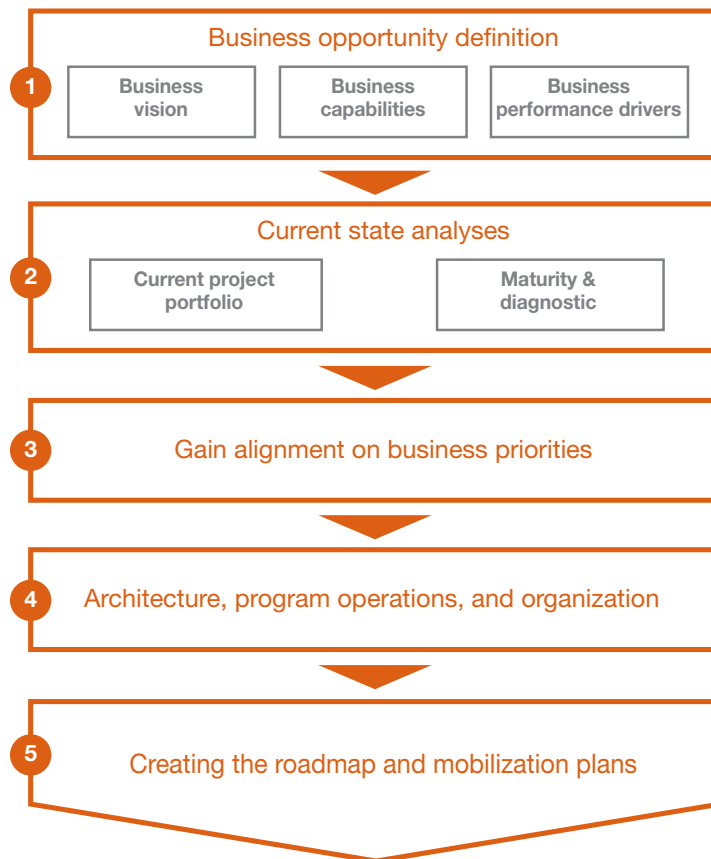 Business opportunity definition
1
Business
vision
Business
capabilities
Business
performance drivers
Current state analyses
2
Current project
portfolio
Maturity &
diagnostic
3
Gain alignment on business priorities
4
Architecture, program operations, and organization
5
Creating the roadmap and mobilization plans